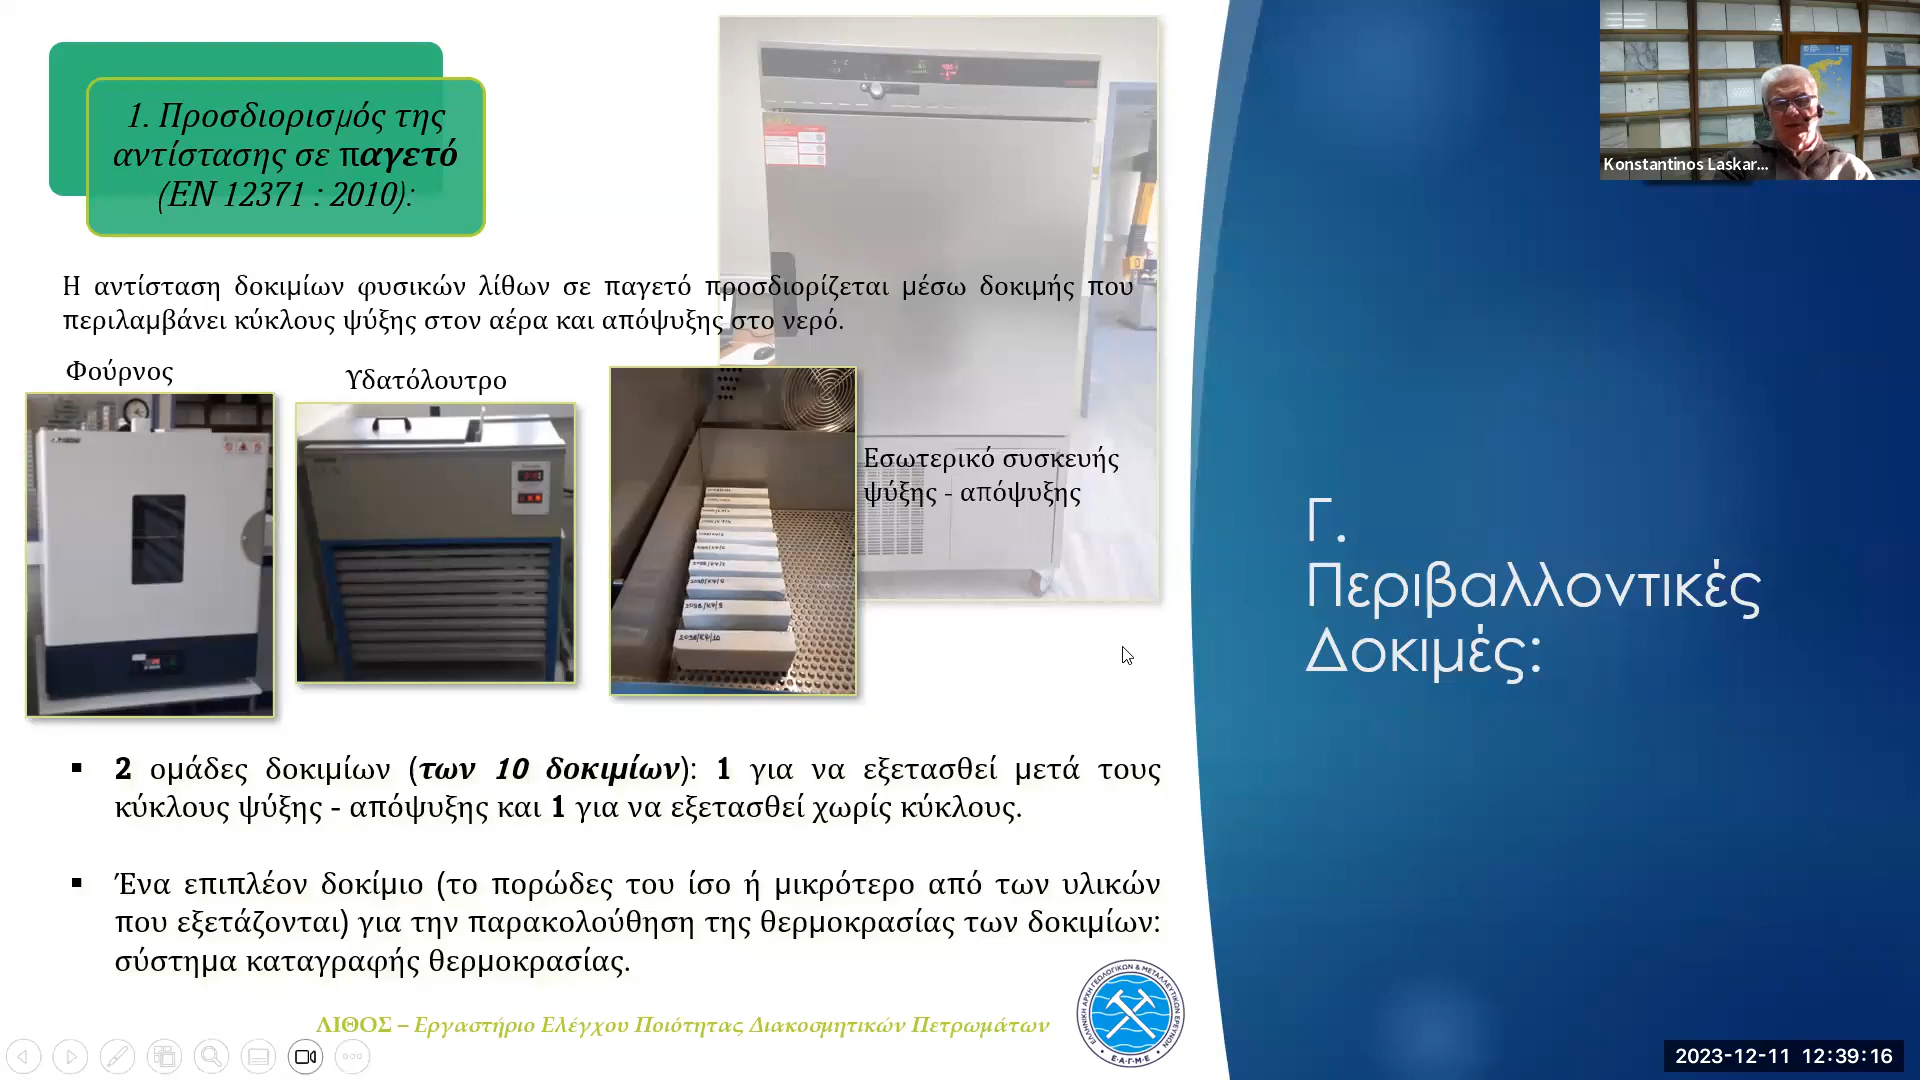 1. Προσδιορισμός της
αντίστασης σε παγετό
(EN 12371 : 2010):
Η αντίσταση δοκιμίων φυσικών λίθων σε παγετό προσδιορίζεται μέσω δοκιμής που
περιλαμβάνει κύκλους ψύξης στον αέρα και απόψυξης στο νερό.
Φούρνος
Υδατόλουτρο
Εσωτερικό συσκευής
ψύξης - απόψυξης
2 ομάδες δοκιμίων (των 10 δοκιμίων): 1 για να εξετασθεί μετά τους
κύκλους ψύξης - απόψυξης και 1 για να εξετασθεί χωρίς κύκλους.
Ένα επιπλέον δοκίμιο (το πορώδες του ίσο ή μικρότερο από των υλικών
που εξετάζονται) για την παρακολούθηση της θερμοκρασίας των δοκιμίων:
σύστημα καταγραφής θερμοκρασίας.
ΛΙΘΟΣ – Εργαστήριο Ελέγχου Ποιότητας Διακοσμητικών Πετρωμάτων
ΕΛΛΗΝΙΚΗ ΑΡΧΗ ΓΕΩΛΟΓΙΚΩΝ & ΜΕΤΑΛΛΕΥΤΙΚΩΝ ΕΡΕΥΝΩΝ
• Ε·Α·Γ·Μ·Ε •
Γ.
Περιβαλλοντικές
Δοκιμές:
Konstantinos Laskar...
2023-12-11 12:39:16